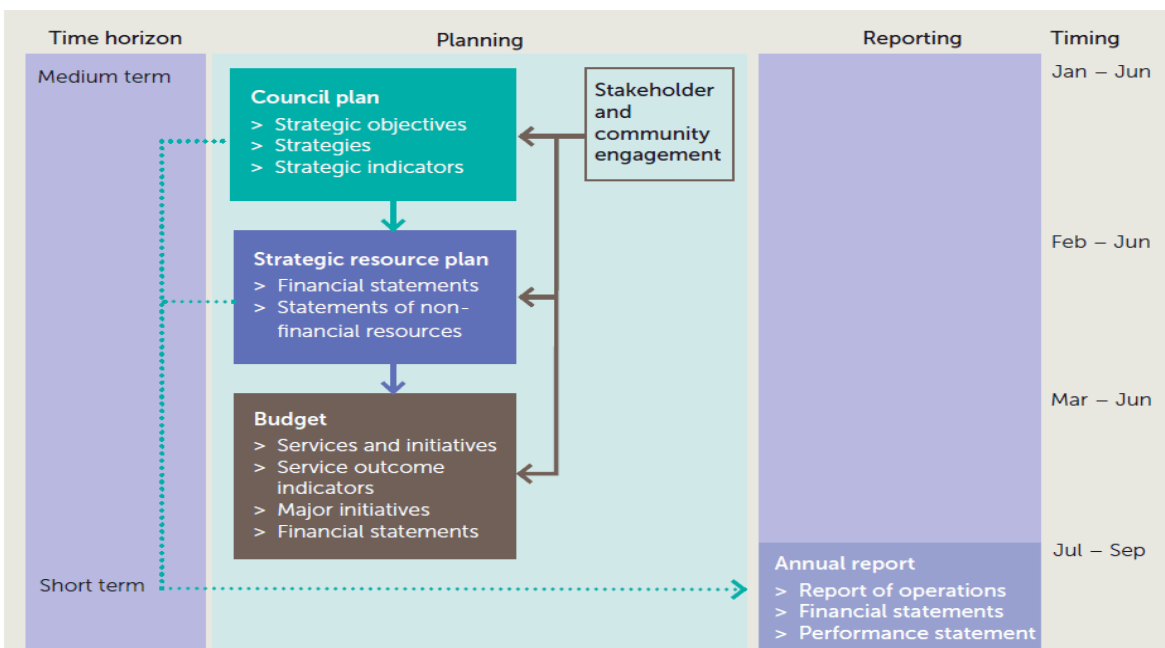 Time horizon
Planning
Reporting
Timing
Medium term
Council plan
> Strategic objectives
> Strategies
> Strategic indicators
Stakeholder
and
community
engagement
Jan – Jun
Strategic resource plan
> Financial statements
> Statements of non-
financial resources
Feb – Jun
Budget
> Services and initiatives
> Service outcome
indicators
> Major initiatives
> Financial statements
Mar – Jun
Short term
Annual report
> Report of operations
> Financial statements
> Performance statement
Jul – Sep